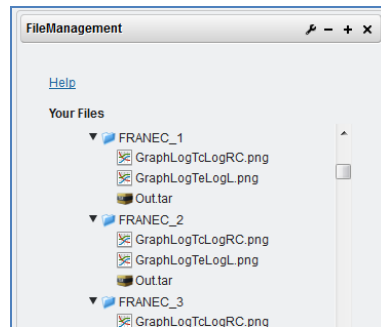 FileManagement
Help
Your Files
FRANEC_1
GraphLogTcLogRC.png
GraphLogTeLogL.png
Out.tar
FRANEC_2
GraphLogTcLogRC.png
GraphLogTeLogL.png
Out.tar
FRANEC_3
GraphLogTcLogRC.png